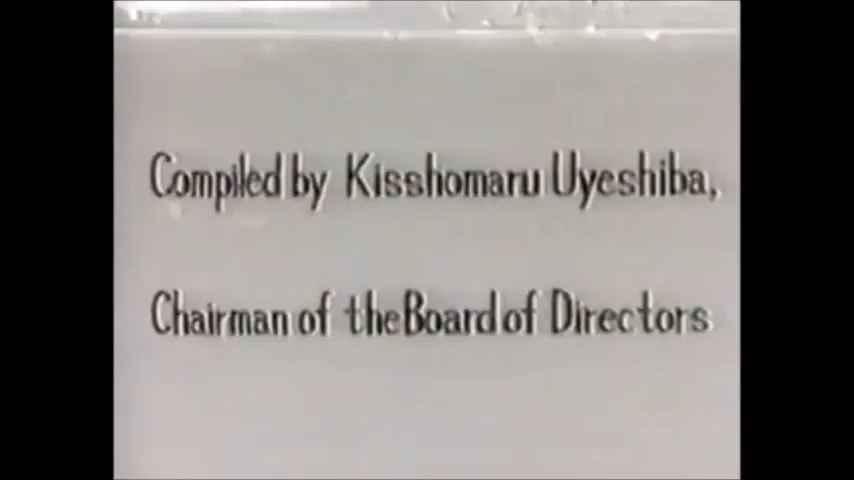 Compiled by Kisshomaru Uyeshiba,
Chairman of the Board of Directors